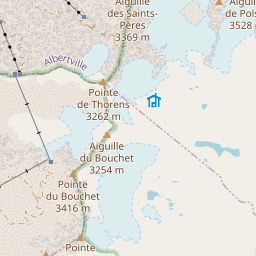 Aiguille
des Saints-
Pères
3369 m
Aiguille
de Pols
3528
Albertville
Pointe
de Thorens
3262 m
Aiguille
du Bouchet
3254 m
Pointe
du Bouchet
3416 m
Pointe